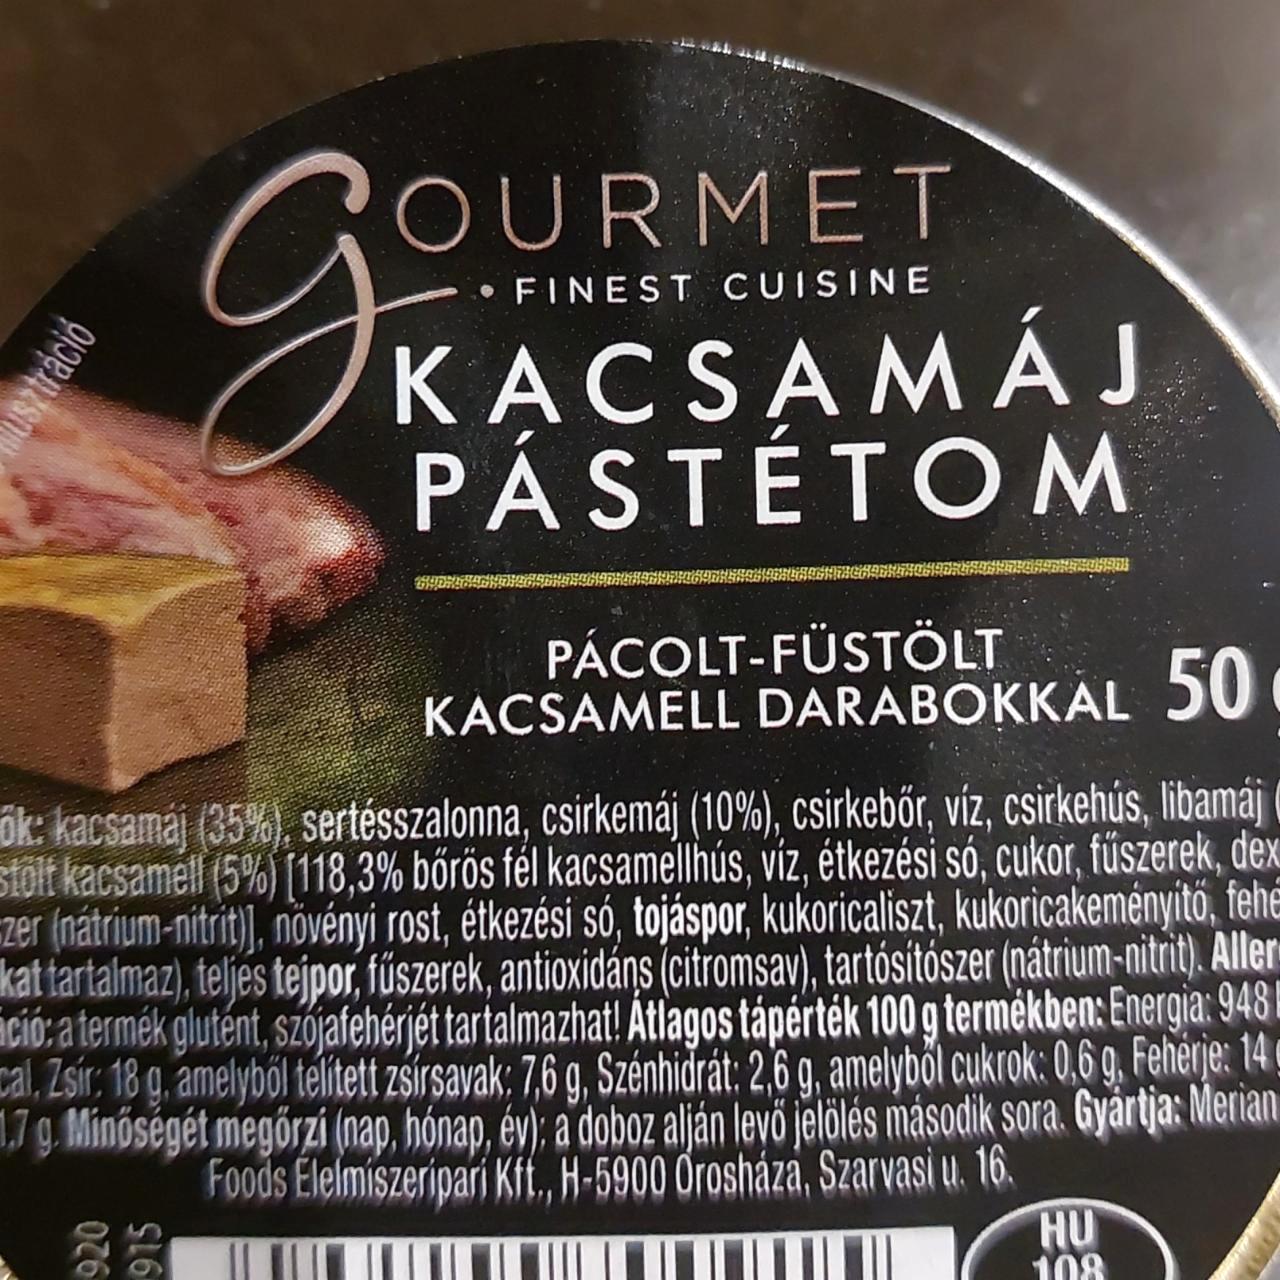 GOURMET
• FINEST CUISINE
KACSAMÁJ
PÁSTÉTOM
illusztráció
PÁCOLT-FÜSTÖLT
KACSAMELL DARABOKKAL 50 g
ők: kacsamáj (35%), sertésszalonna, csirkemáj (10%), csirkebőr, víz, csirkehús, libamáj (
stölt kacsamell (5%) [118,3% bőrös fél kacsamellhús, víz, étkezési só, cukor, fűszerek, dex
szer (nátrium-nitrit)], növényi rost, étkezési só, tojáspor, kukoricaliszt, kukoricakeményítő, fehé
kat tartalmaz), teljes tejpor, fűszerek, antioxidáns (citromsav), tartósítószer (nátrium-nitrit). Aller
áció: a termék glutént, szójafehérjét tartalmazhat! Átlagos tápérték 100 g termékben: Energia: 948
cal, Zsír: 18 g, amelyből telített zsírsavak: 7,6 g, Szénhidrát: 2,6 g, amelyből cukrok: 0,6 g, Fehérje: 14 g
1,7 g. Minőségét megőrzi (nap, hónap, év): a doboz alján levő jelölés második sora. Gyártja: Merian
Foods Élelmiszeripari Kft., H-5900 Orosháza, Szarvasi u. 16.
920
915
HU
108